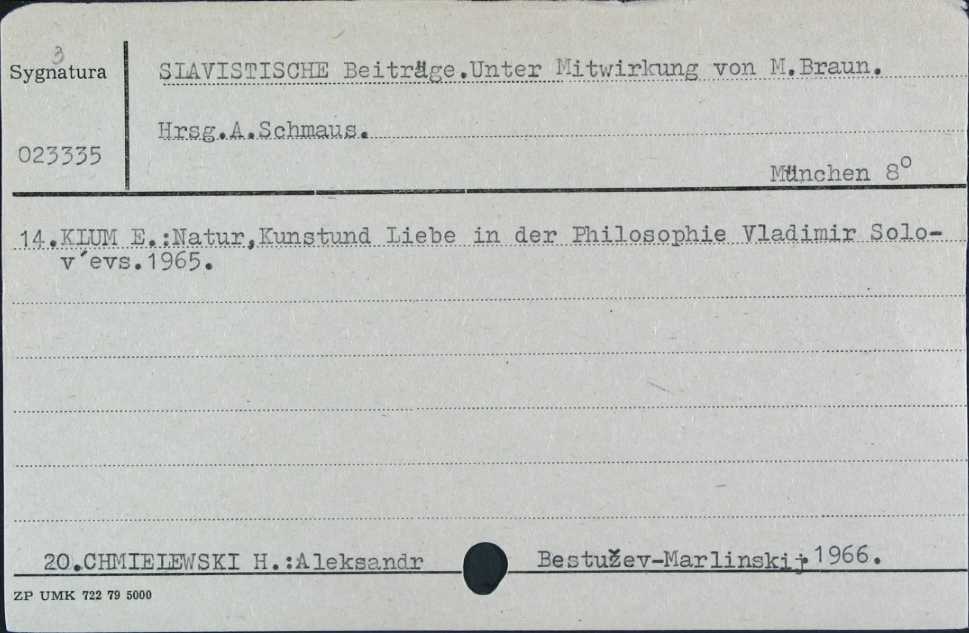 3
Sygnatura
SLAVISTISCHE Beiträge.Unter Mitwirkung von M.Braun.
Hrsg.A.Schmaus.
023335
München 8°
14.KLUM E.:Natur,Kunstund Liebe in der Philosophie Vladimir Solo-
v´evs.1965.
20.CHMIELEWSKI H.:Aleksandr Bestužev-Marlinskij.1966.
ZP UMK 722 79 5000